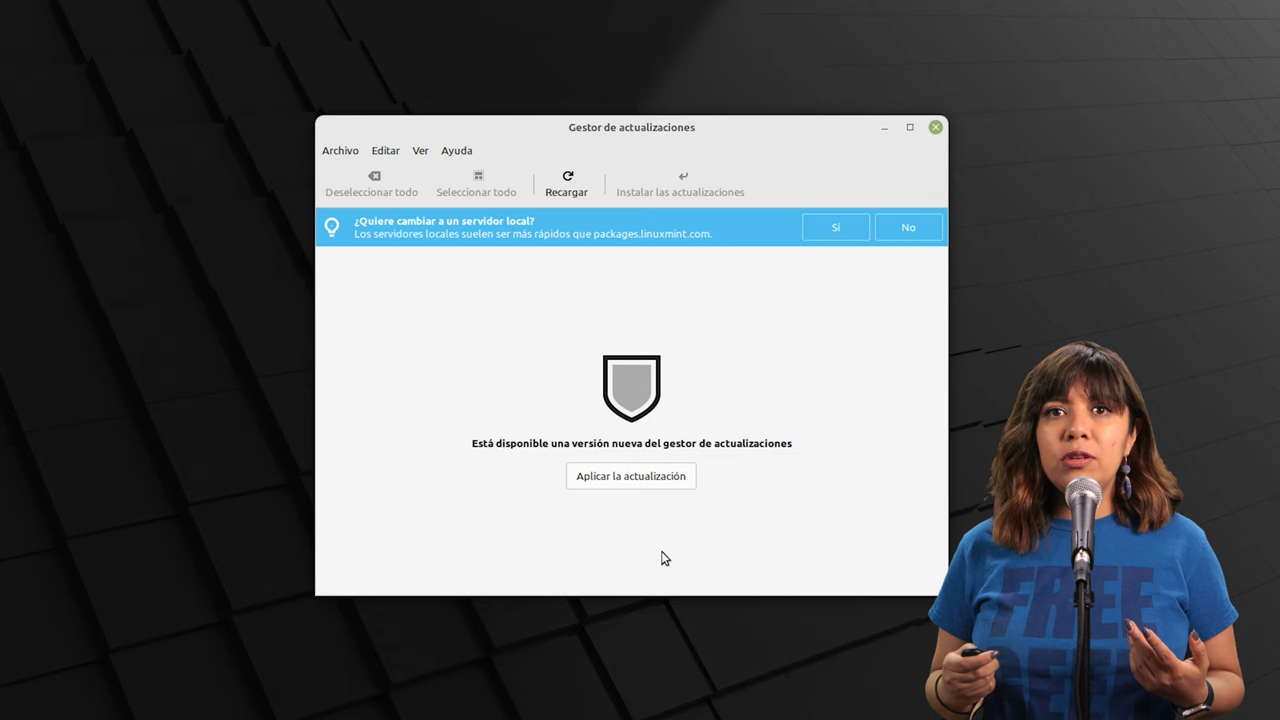 Gestor de actualizaciones
Archivo Editar Ver Ayuda
Deseleccionar todo Seleccionar todo Recargar Instalar las actualizaciones
¿Quiere cambiar a un servidor local?
Los servidores locales suelen ser más rápidos que packages.linuxmint.com.
Sí No
Está disponible una versión nueva del gestor de actualizaciones
Aplicar la actualización
FREE
GEEK